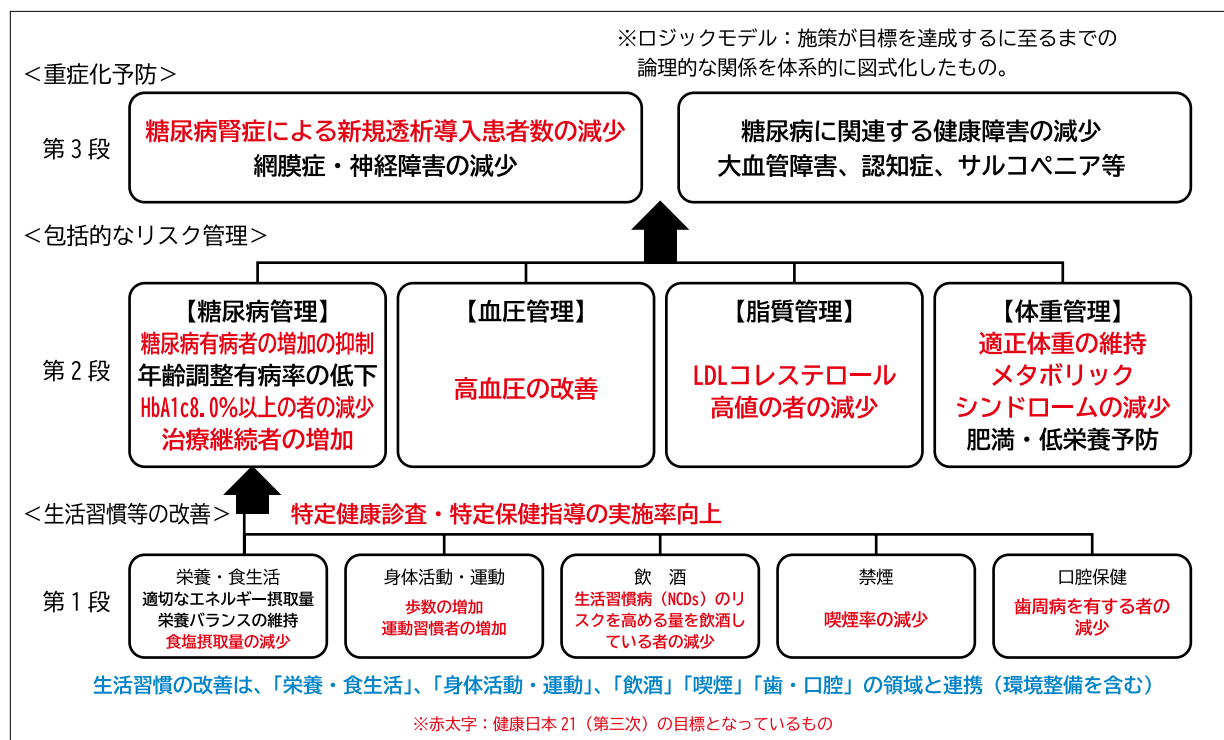 ※ロジックモデル：施策が目標を達成するに至るまでの
論理的な関係を体系的に図式化したもの。
＜重症化予防＞
第3段
糖尿病腎症による新規透析導入患者数の減少
網膜症・神経障害の減少
糖尿病に関連する健康障害の減少
大血管障害、認知症、サルコペニア等
＜包括的なリスク管理＞
第2段
【糖尿病管理】
糖尿病有病者の増加の抑制
年齢調整有病率の低下
HbA1c8.0%以上の者の減少
治療継続者の増加
【血圧管理】
高血圧の改善
【脂質管理】
LDLコレステロール
高値の者の減少
【体重管理】
適正体重の維持
メタボリック
シンドロームの減少
肥満・低栄養予防
＜生活習慣等の改善＞
特定健康診査・特定保健指導の実施率向上
第1段
栄養・食生活
適切なエネルギー摂取量
栄養バランスの維持
食塩摂取量の減少
身体活動・運動
歩数の増加
運動習慣者の増加
飲　酒
生活習慣病（NCDs）のリ
スクを高める量を飲酒し
ている者の減少
禁煙
喫煙率の減少
口腔保健
歯周病を有する者の
減少
生活習慣の改善は、「栄養・食生活」、「身体活動・運動」、「飲酒」「喫煙」「歯・口腔」の領域と連携（環境整備を含む）
※赤太字：健康日本21（第三次）の目標となっているもの